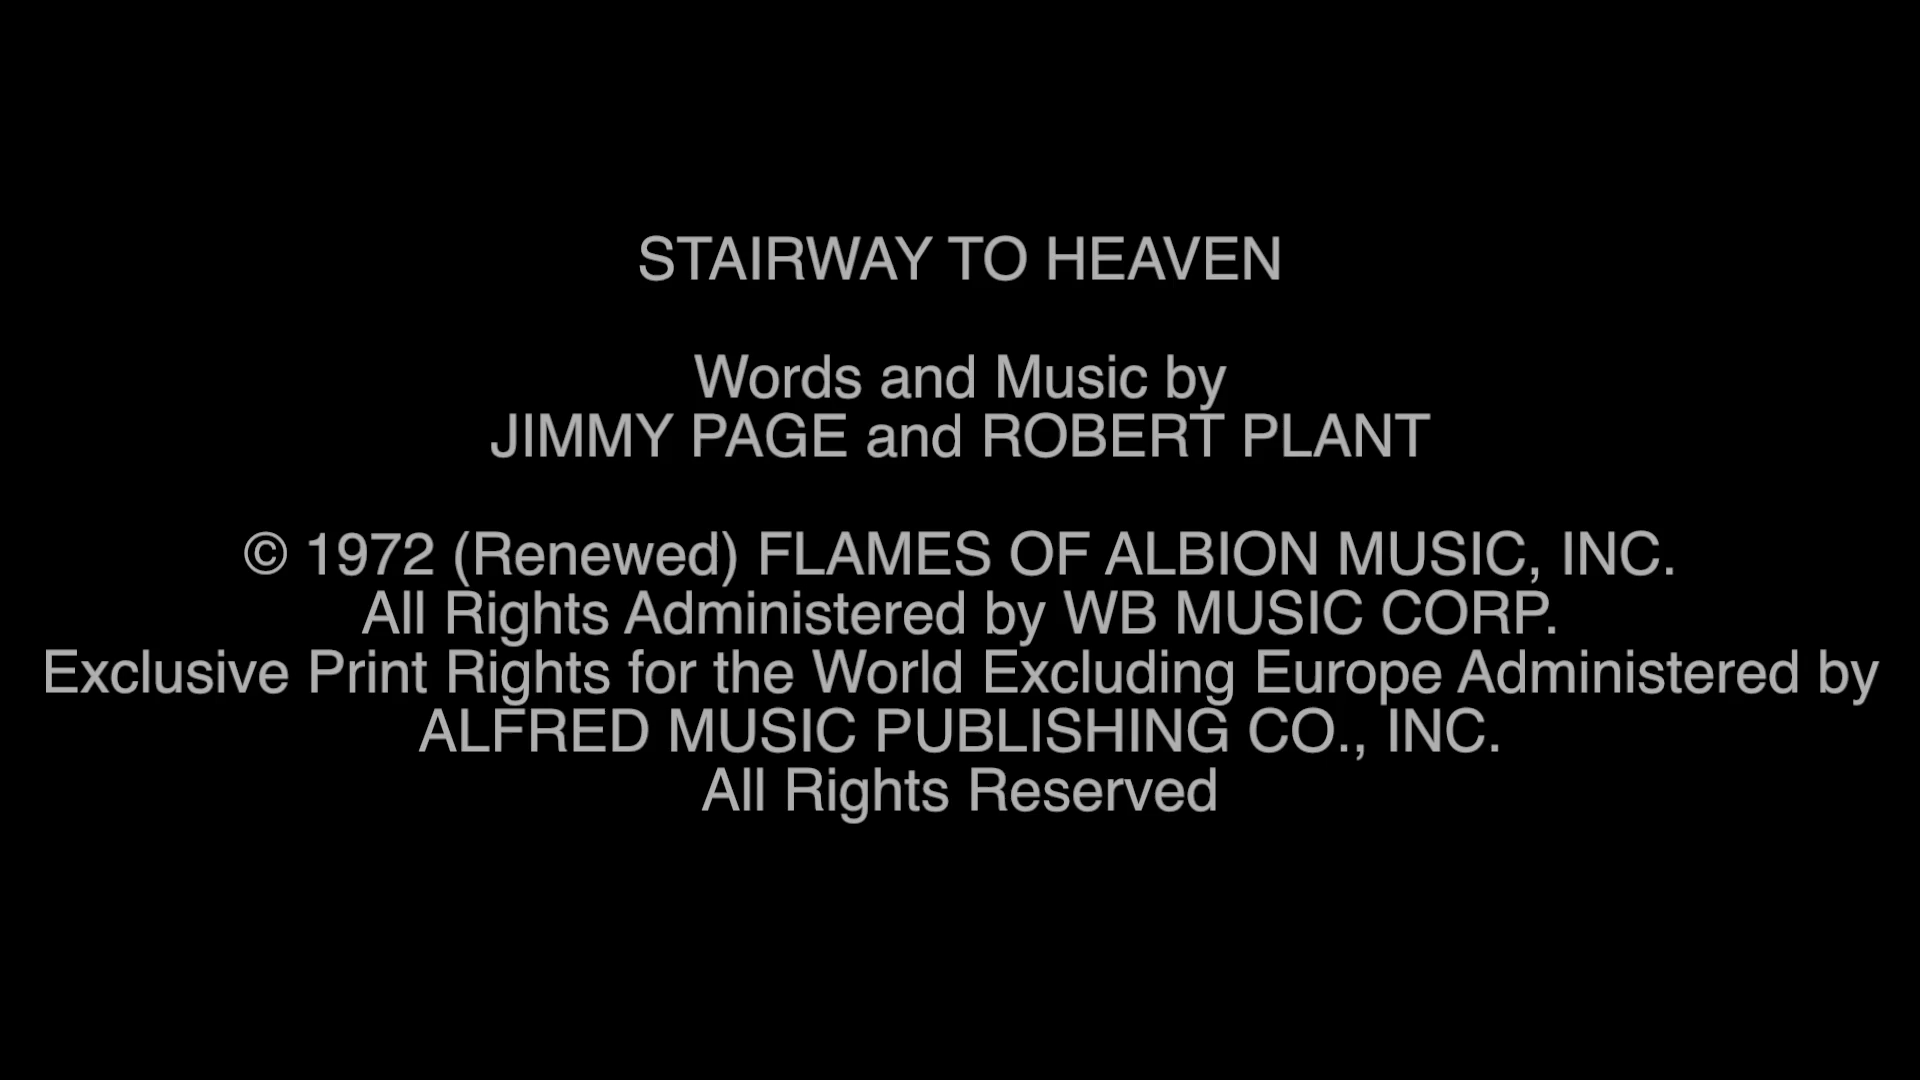 STAIRWAY TO HEAVEN
Words and Music by
JIMMY PAGE and ROBERT PLANT
© 1972 (Renewed) FLAMES OF ALBION MUSIC, INC.
All Rights Administered by WB MUSIC CORP.
Exclusive Print Rights for the World Excluding Europe Administered by
ALFRED MUSIC PUBLISHING CO., INC.
All Rights Reserved